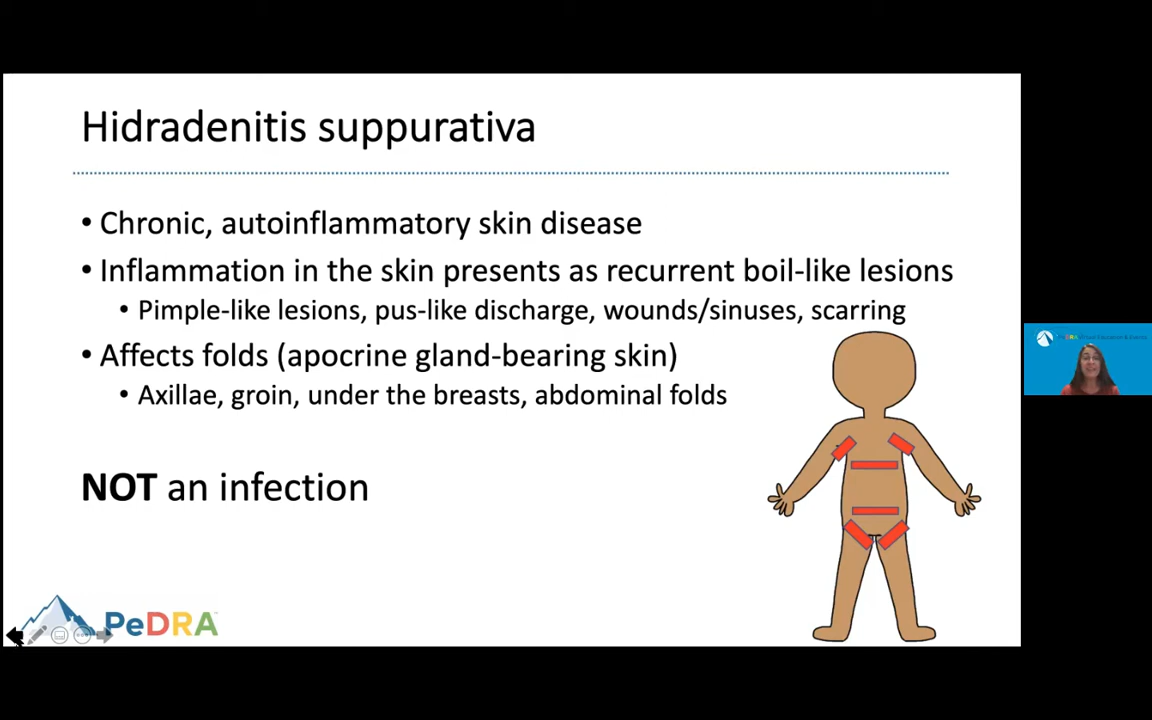 Hidradenitis suppurativa
• Chronic, autoinflammatory skin disease
• Inflammation in the skin presents as recurrent boil-like lesions
• Pimple-like lesions, pus-like discharge, wounds/sinuses, scarring
• Affects folds (apocrine gland-bearing skin)
• Axillae, groin, under the breasts, abdominal folds
NOT an infection
PeDRA